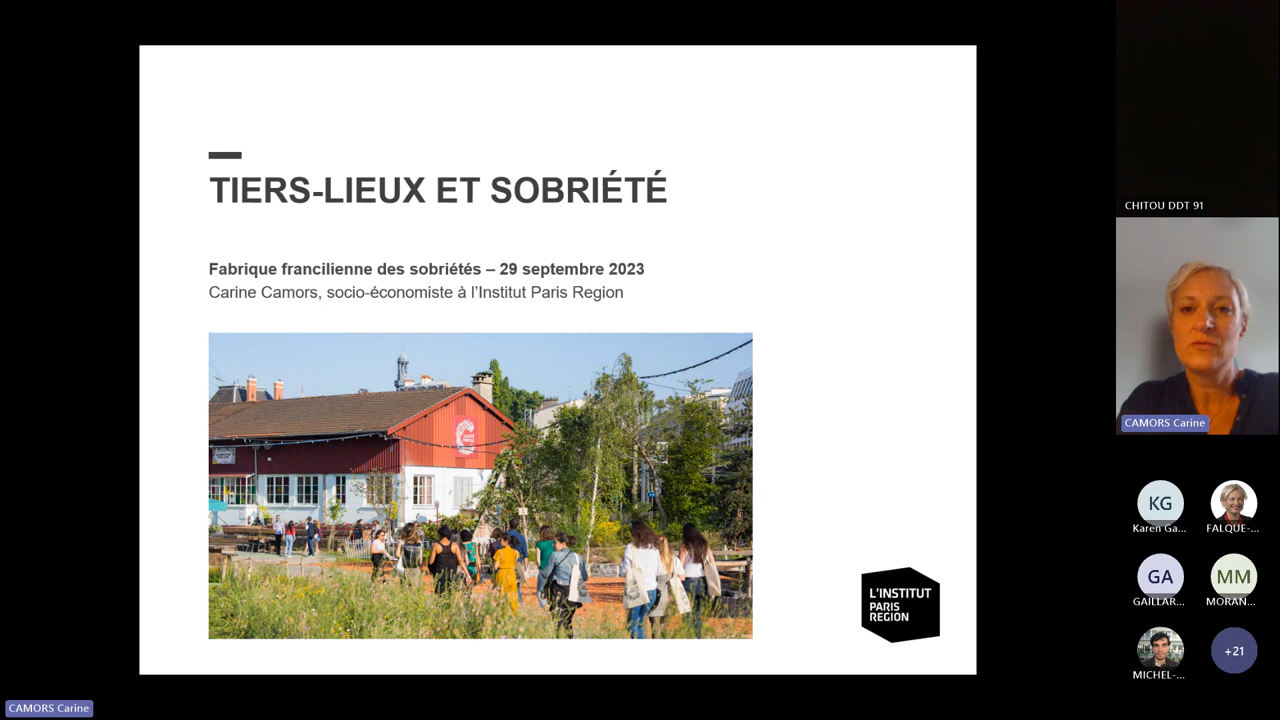 TIERS-LIEUX ET SOBRIÉTÉ
Fabrique francilienne des sobriétés – 29 septembre 2023
Carine Camors, socio-économiste à l'Institut Paris Region
L'INSTITUT
PARIS
REGION
CHITOU DDT 91
CAMORS Carine
KG
Karen Ga...
FALQUE-...
GA
GAILLAR...
MM
MORAN...
MICHEL-...
+21
CAMORS Carine